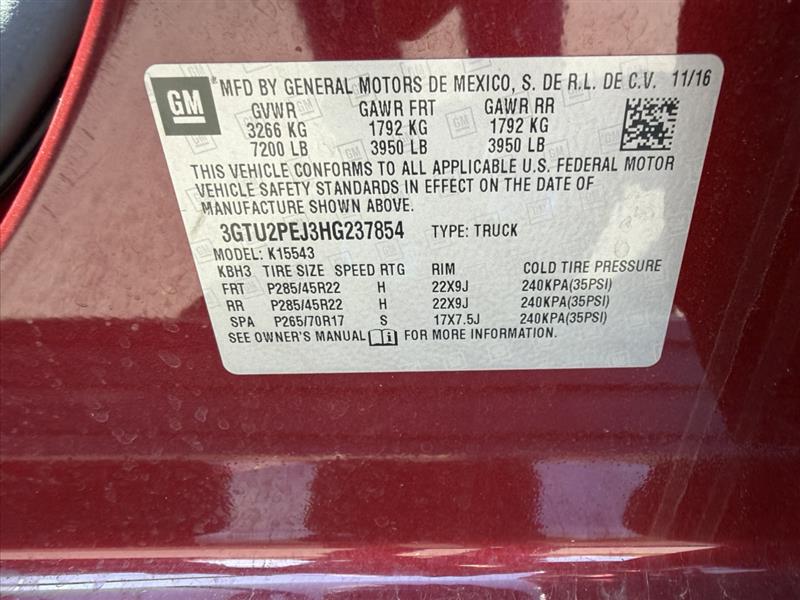 GM
MFD BY GENERAL MOTORS DE MEXICO, S. DE R.L. DE C.V. 11/16
GVWR GAWR FRT GAWR RR
3266 KG 1792 KG 1792 KG
7200 LB 3950 LB 3950 LB
THIS VEHICLE CONFORMS TO ALL APPLICABLE U.S. FEDERAL MOTOR
VEHICLE SAFETY STANDARDS IN EFFECT ON THE DATE OF
MANUFACTURE SHOWN ABOVE.
3GTU2PEJ3HG237854 TYPE: TRUCK
MODEL: K15543
KBH3 TIRE SIZE SPEED RTG RIM COLD TIRE PRESSURE
FRT P285/45R22 H 22X9J 240KPA(35PSI)
RR P285/45R22 H 22X9J 240KPA(35PSI)
SPA P265/70R17 S 17X7.5J 240KPA(35PSI)
SEE OWNER'S MANUAL FOR MORE INFORMATION.